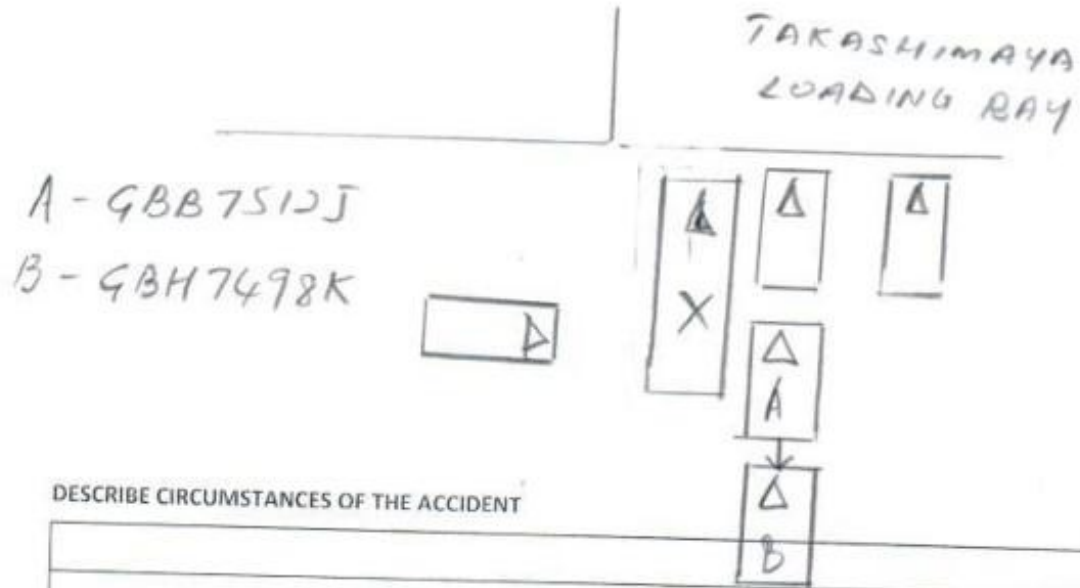 TAKASHIMAYA
LOADING BAY
A - GBB7512J
B - GBH7498K
X
A
DESCRIBE CIRCUMSTANCES OF THE ACCIDENT
B